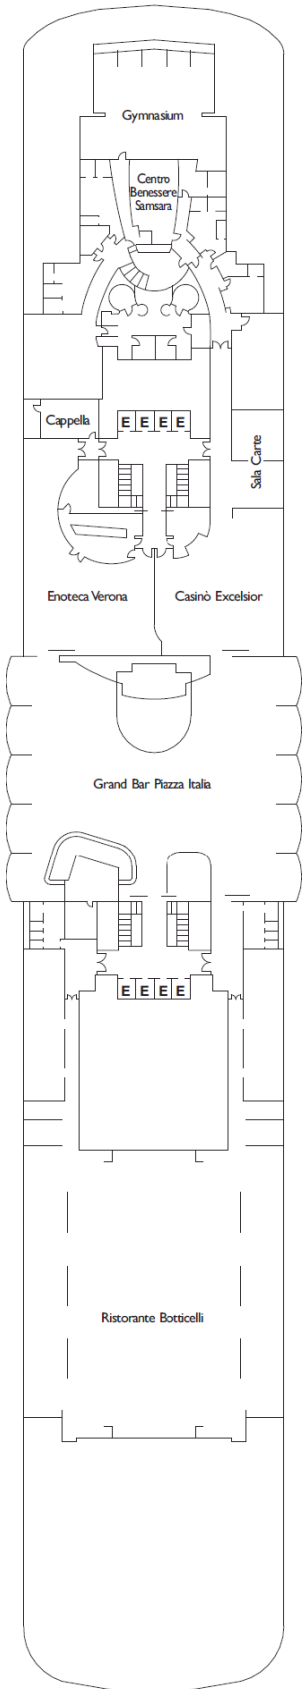 Gymnasium
Centro
Benessere
Samsara
Cappella
E E E E
Sala Carte
Enoteca Verona
Casinò Excelsior
Grand Bar Piazza Italia
E E E E
Ristorante Botticelli